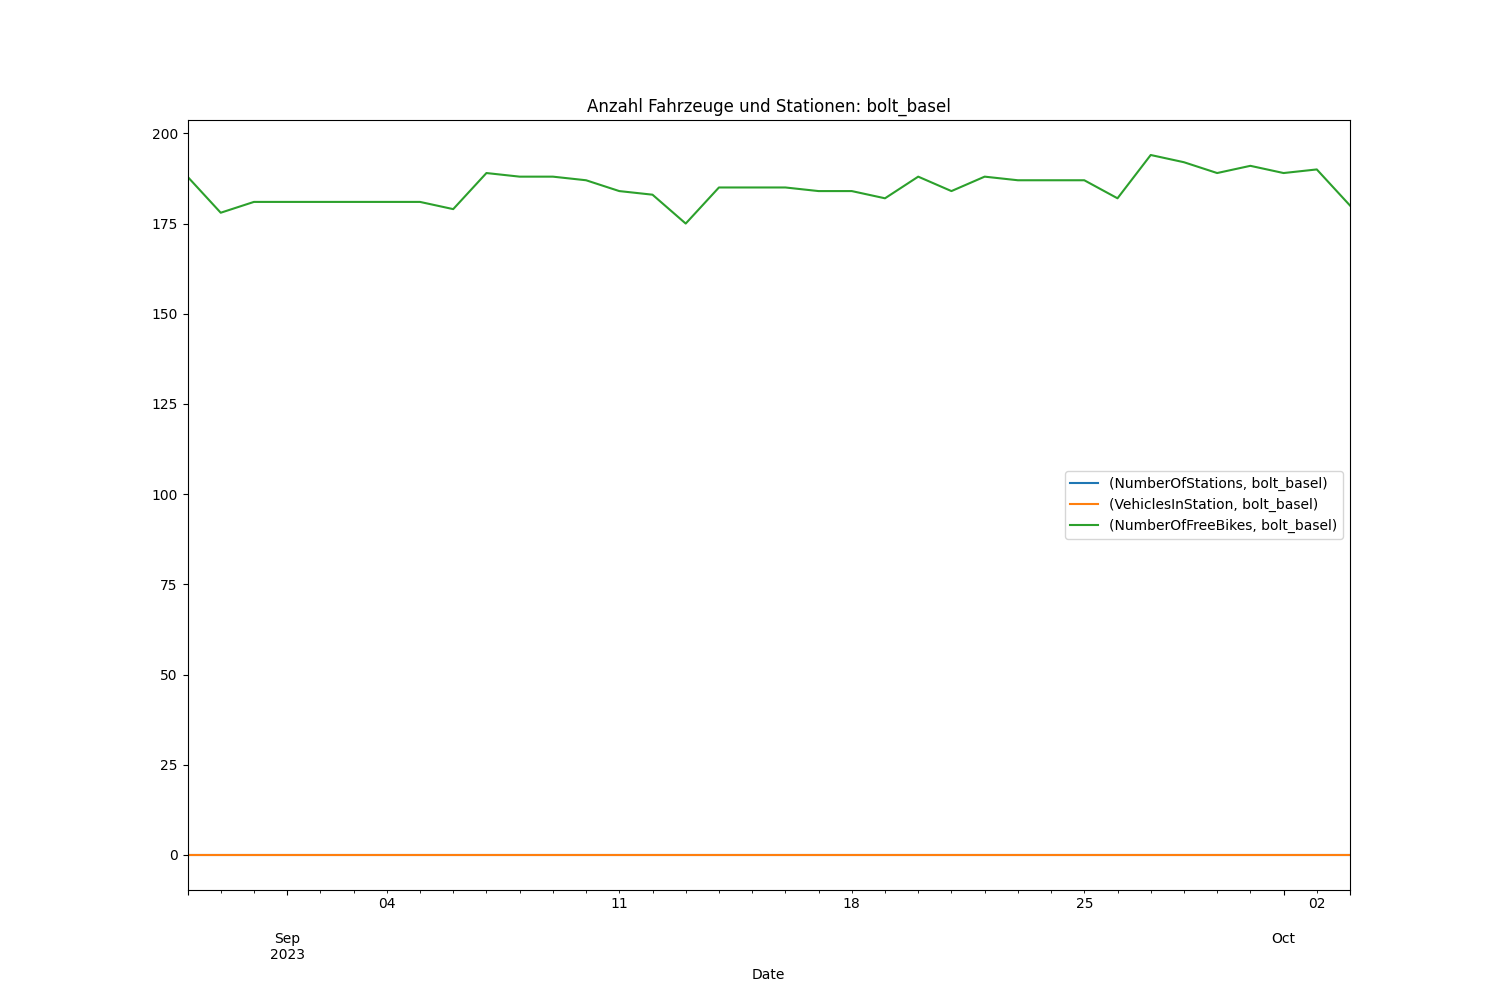 Anzahl Fahrzeuge und Stationen: bolt_basel
200
175
150
125
100
75
50
25
0
(NumberOfStations, bolt_basel)
(VehiclesInStation, bolt_basel)
(NumberOfFreeBikes, bolt_basel)
04 11 18 25 02
Sep Oct
2023
Date